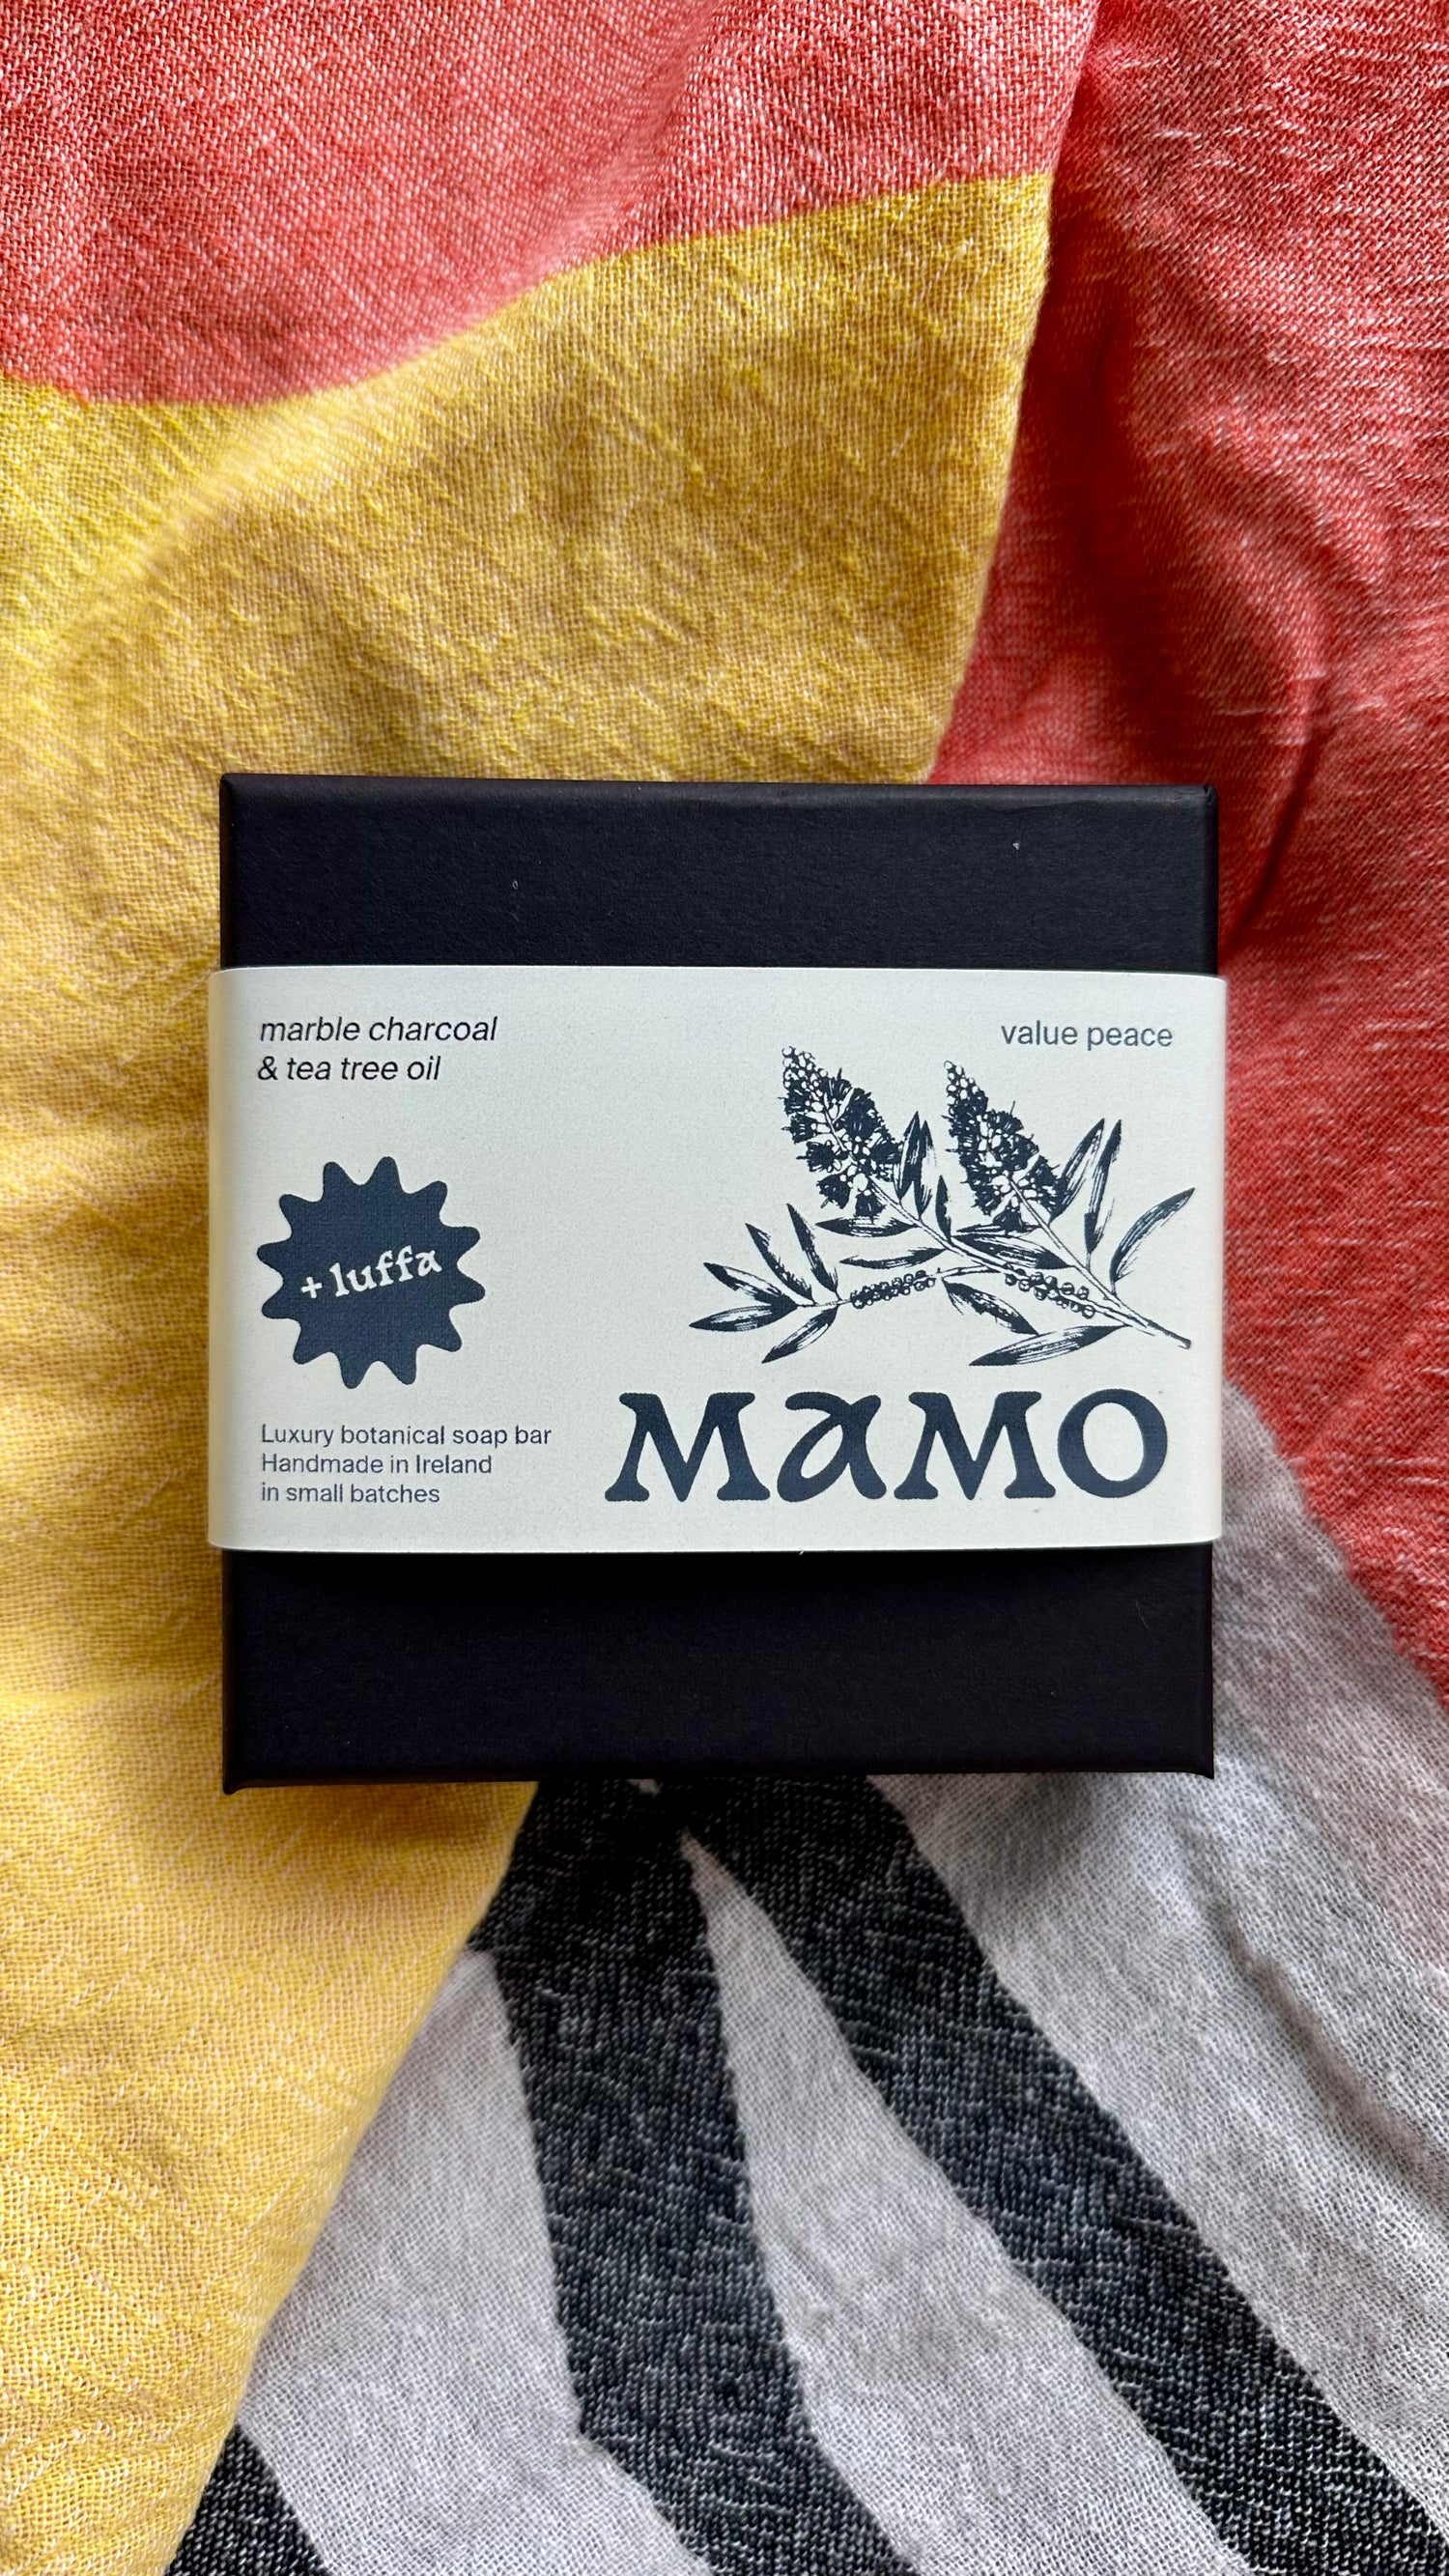 marble charcoal
& tea tree oil
value peace
+ luffa
Luxury botanical soap bar
Handmade in Ireland
in small batches
MaMO